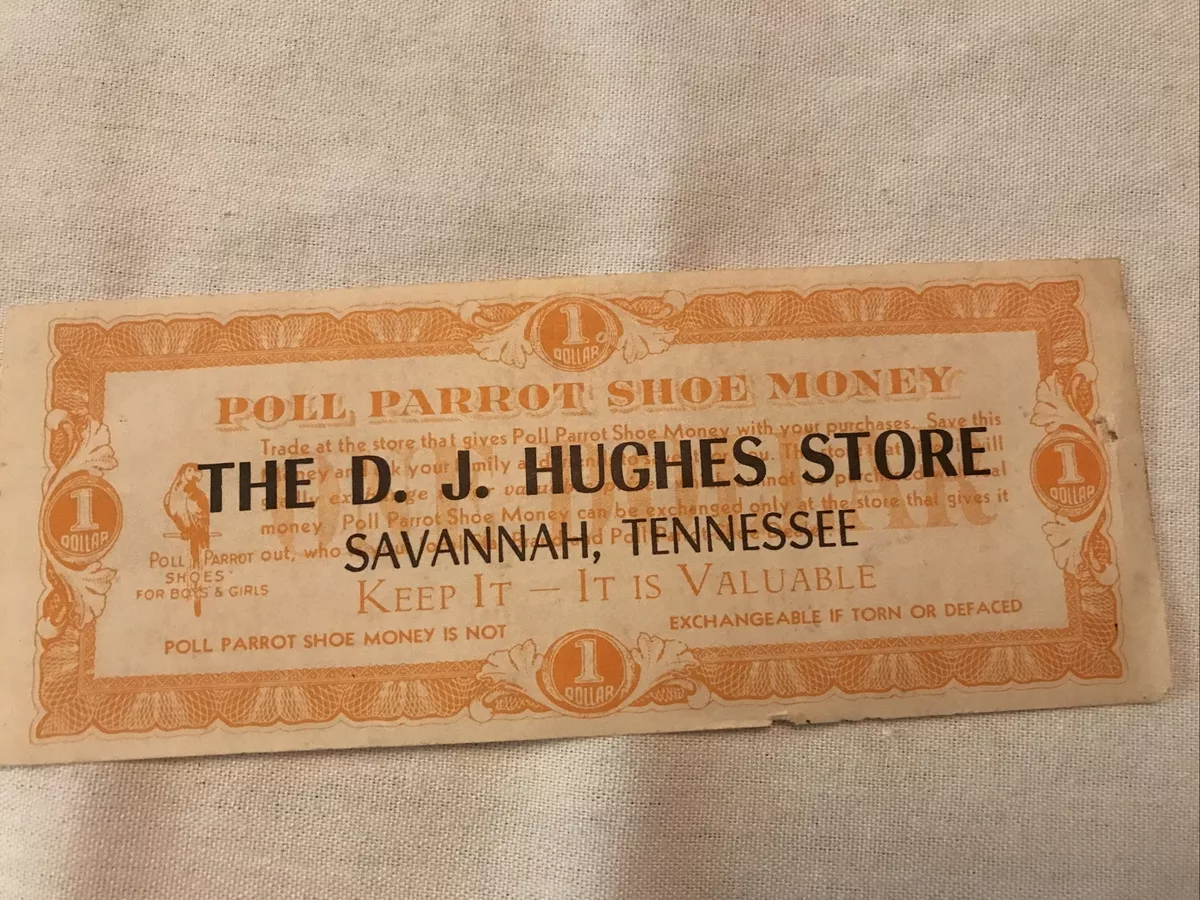 1
DOLLAR
POLL PARROT SHOE MONEY
Trade at the store that gives Poll Parrot Shoe Money with your purchases. Save this
your
THE D. J. HUGHES STORE
money Poll Parrot Shoe Money can be exchanged only at the store that gives it
SAVANNAH, TENNESSEE
out, who
POLL PARROT
SHOES
FOR BOYS & GIRLS
KEEP IT — IT IS VALUABLE
POLL PARROT SHOE MONEY IS NOT
EXCHANGEABLE IF TORN OR DEFACED
1
DOLLAR
1
DOLLAR
1
DOLLAR